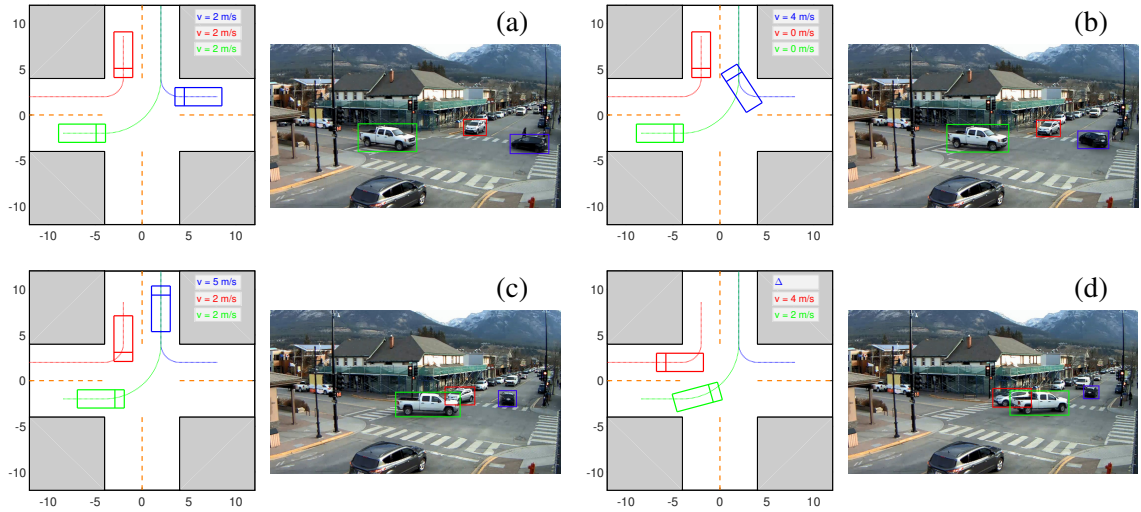 (a)
v = 2 m/s
v = 2 m/s
v = 2 m/s
10
5
0
-5
-10
-10 -5 0 5 10
(b)
v = 4 m/s
v = 0 m/s
v = 0 m/s
10
5
0
-5
-10
-10 -5 0 5 10
(c)
v = 5 m/s
v = 2 m/s
v = 2 m/s
10
5
0
-5
-10
-10 -5 0 5 10
(d)
Δ
v = 4 m/s
v = 2 m/s
10
5
0
-5
-10
-10 -5 0 5 10